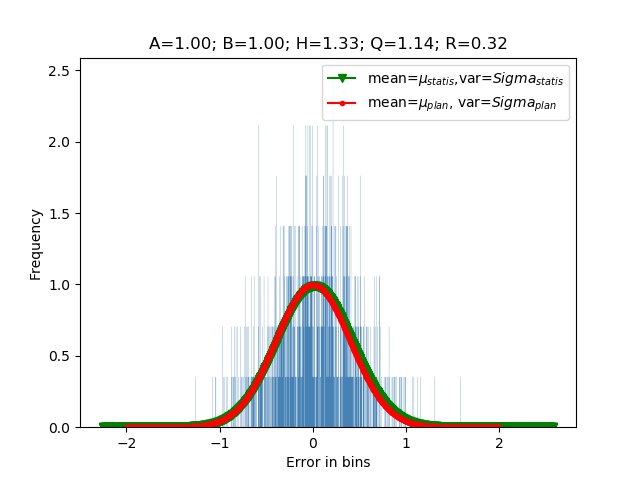 A=1.00; B=1.00; H=1.33; Q=1.14; R=0.32
mean=μstatis,var=Sigmastatis
mean=μplan, var=Sigmaplan
2.5
2.0
1.5
1.0
0.5
0.0
Frequency
−2 −1 0 1 2
Error in bins